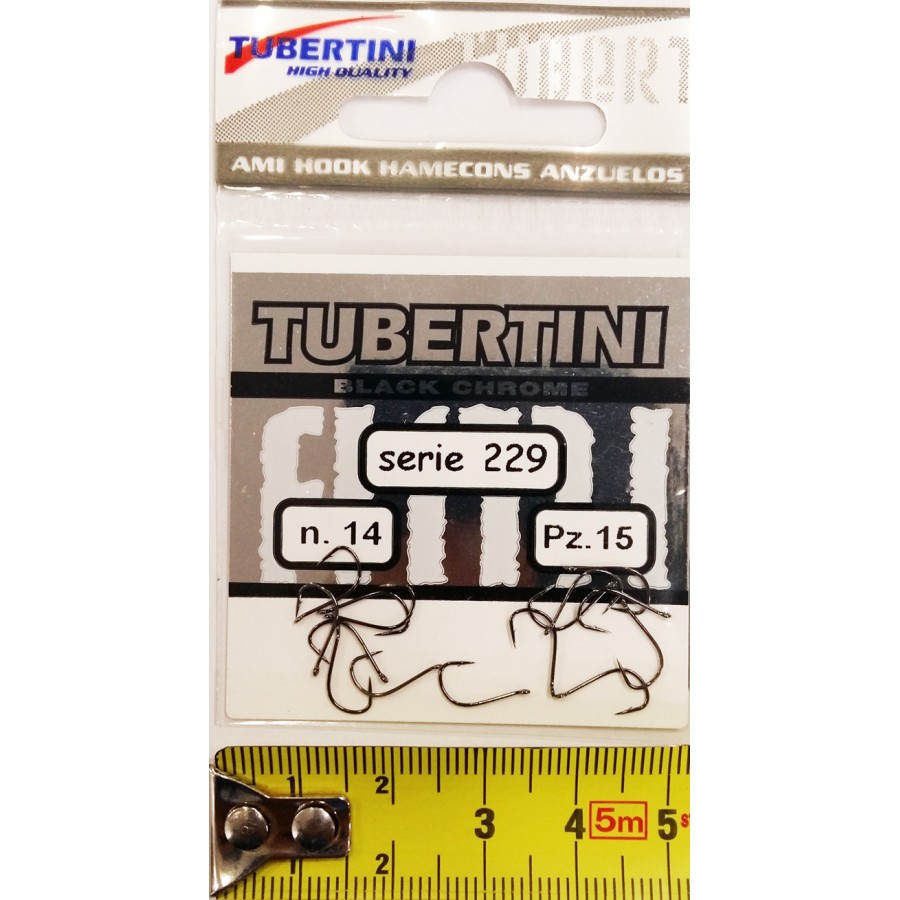 TUBERTINI
HIGH QUALITY
AMI HOOK HAMECONS ANZUELOS
TUBERTINI
BLACK CHROME
serie 229
n. 14
Pz.15
1 2 3 4 5m 5
1 2